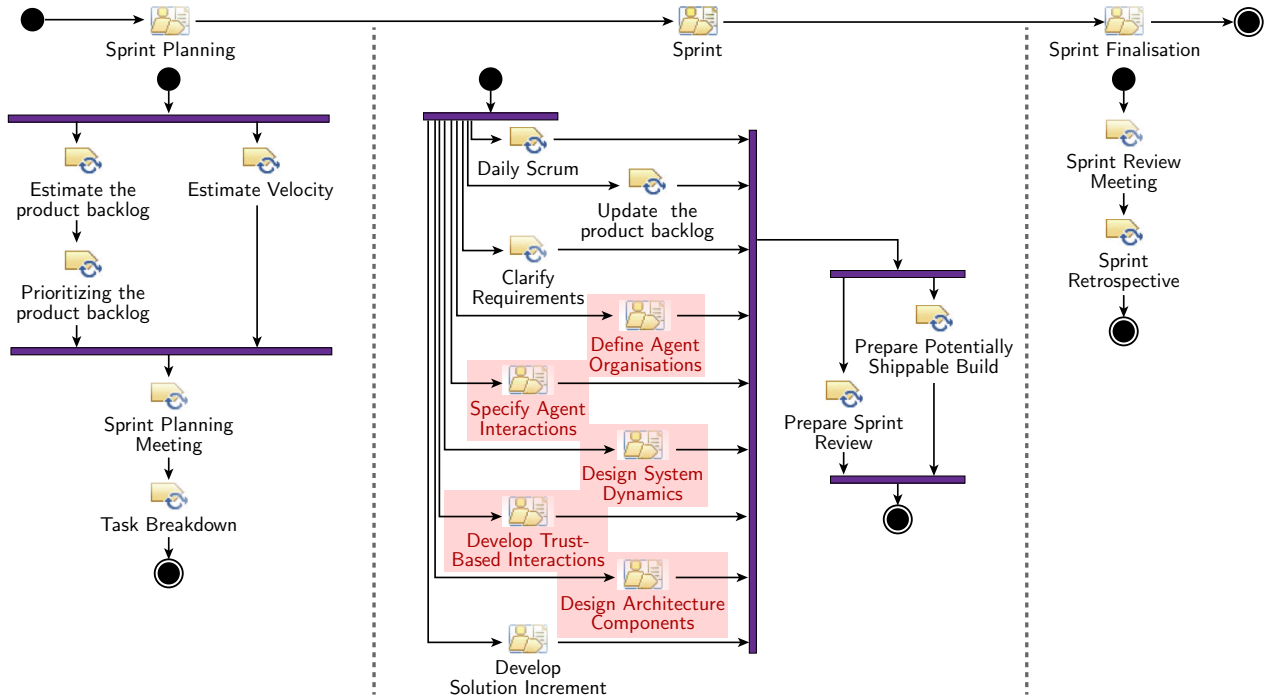 Sprint Planning
Sprint
Sprint Finalisation
Estimate the
product backlog
Estimate Velocity
Prioritizing the
product backlog
Sprint Planning
Meeting
Task Breakdown
Daily Scrum
Update the
product backlog
Clarify
Requirements
Define Agent
Organisations
Specify Agent
Interactions
Design System
Dynamics
Develop Trust-
Based Interactions
Design Architecture
Components
Develop
Solution Increment
Prepare Potentially
Shippable Build
Prepare Sprint
Review
Sprint Review
Meeting
Sprint
Retrospective